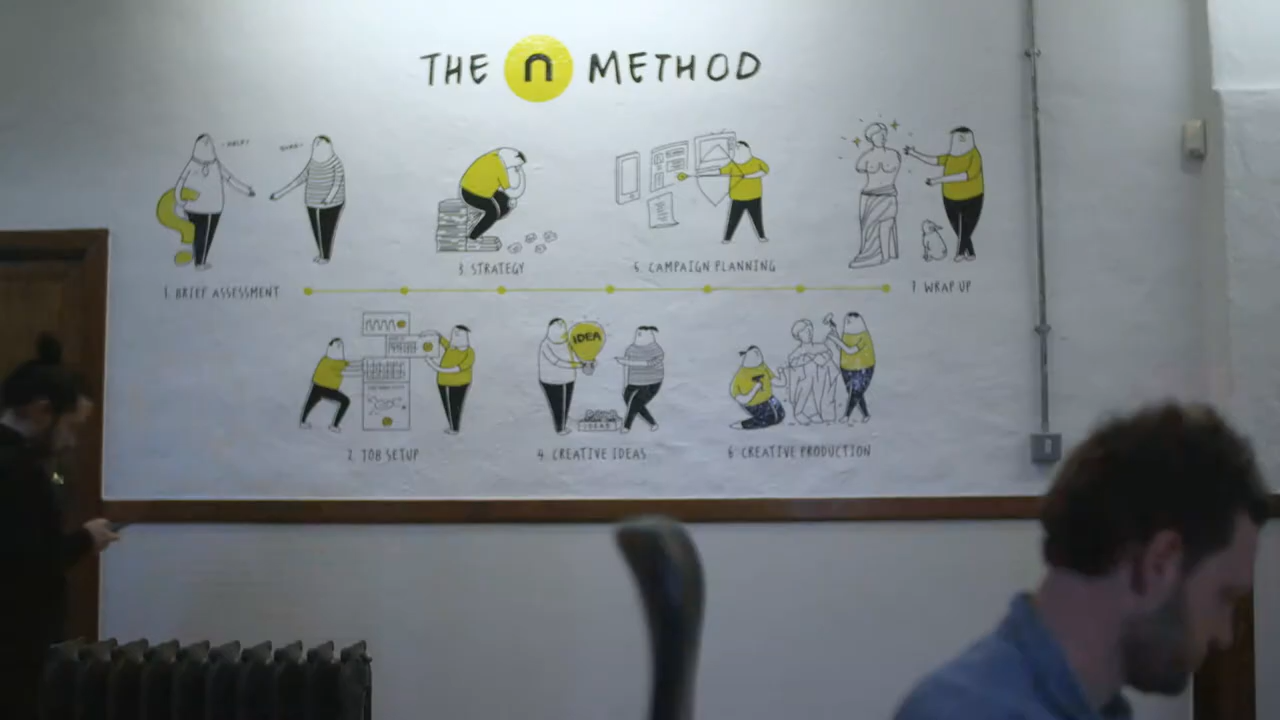 THE n METHOD
1. BRIEF ASSESSMENT
2. JOB SETUP
3. STRATEGY
4. CREATIVE IDEAS
IDEA
IDEAS
5. CAMPAIGN PLANNING
6. CREATIVE PRODUCTION
7. WRAP UP